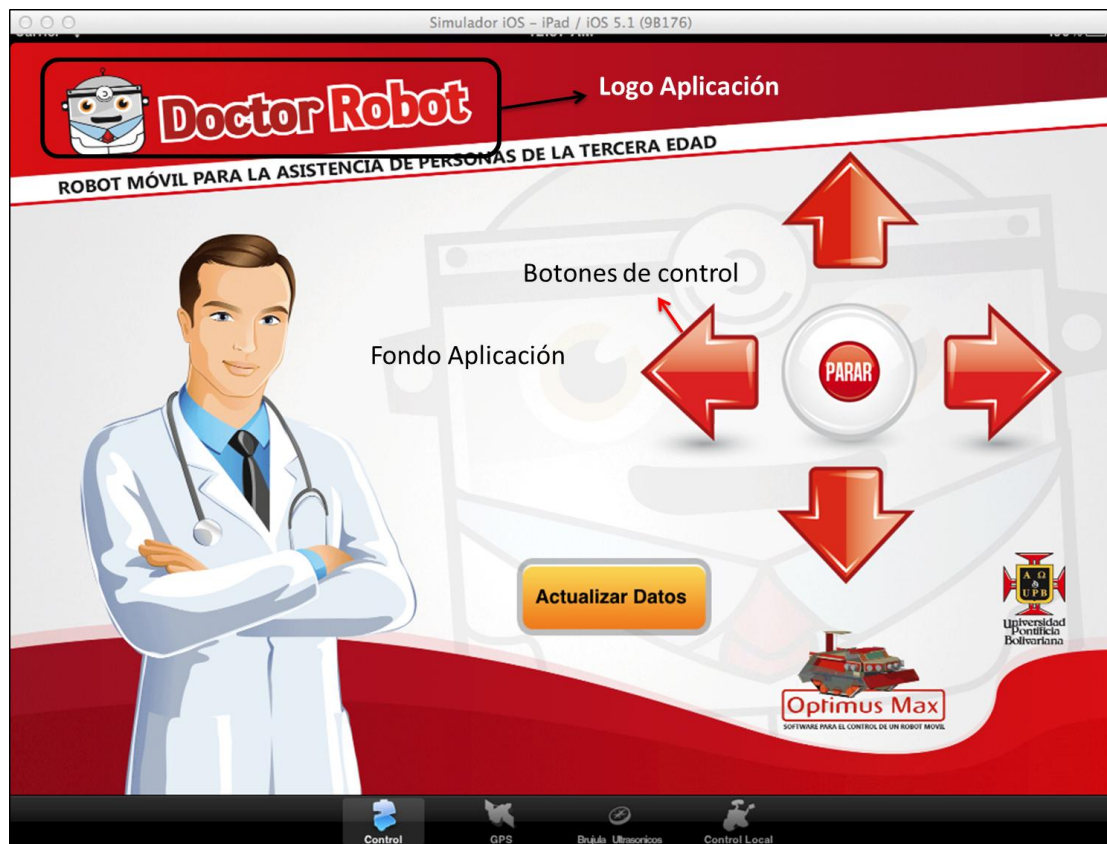 Simulador iOS – iPad / iOS 5.1 (9B176)
Doctor Robot
Logo Aplicación
ROBOT MÓVIL PARA LA ASISTENCIA DE PERSONAS DE LA TERCERA EDAD
Botones de control
Fondo Aplicación
PARAR
Actualizar Datos
A Ω
&
UPB
Universidad
Pontificia
Bolivariana
Optimus Max
SOFTWARE PARA EL CONTROL DE UN ROBOT MOVIL
Control
GPS
Brujula Ultrasonicos
Control Local